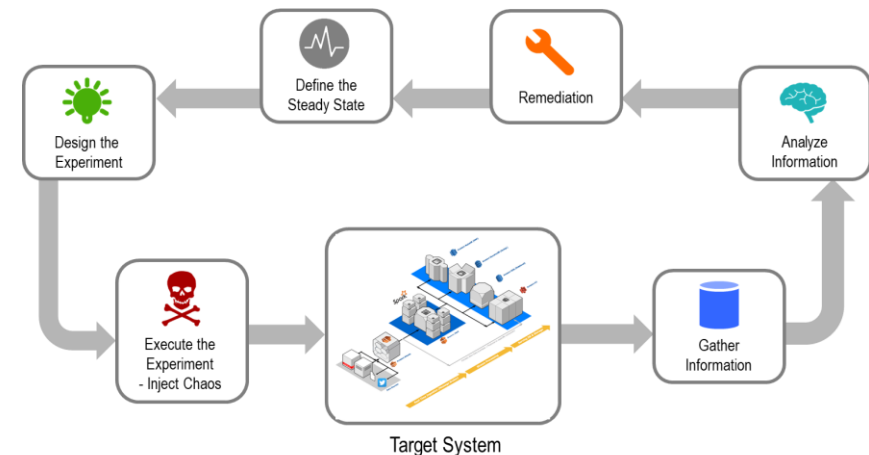 Define the
Steady State
Remediation
Design the
Experiment
Analyze
Information
Execute the
Experiment
- Inject Chaos
Spark
Gather
Information
Target System